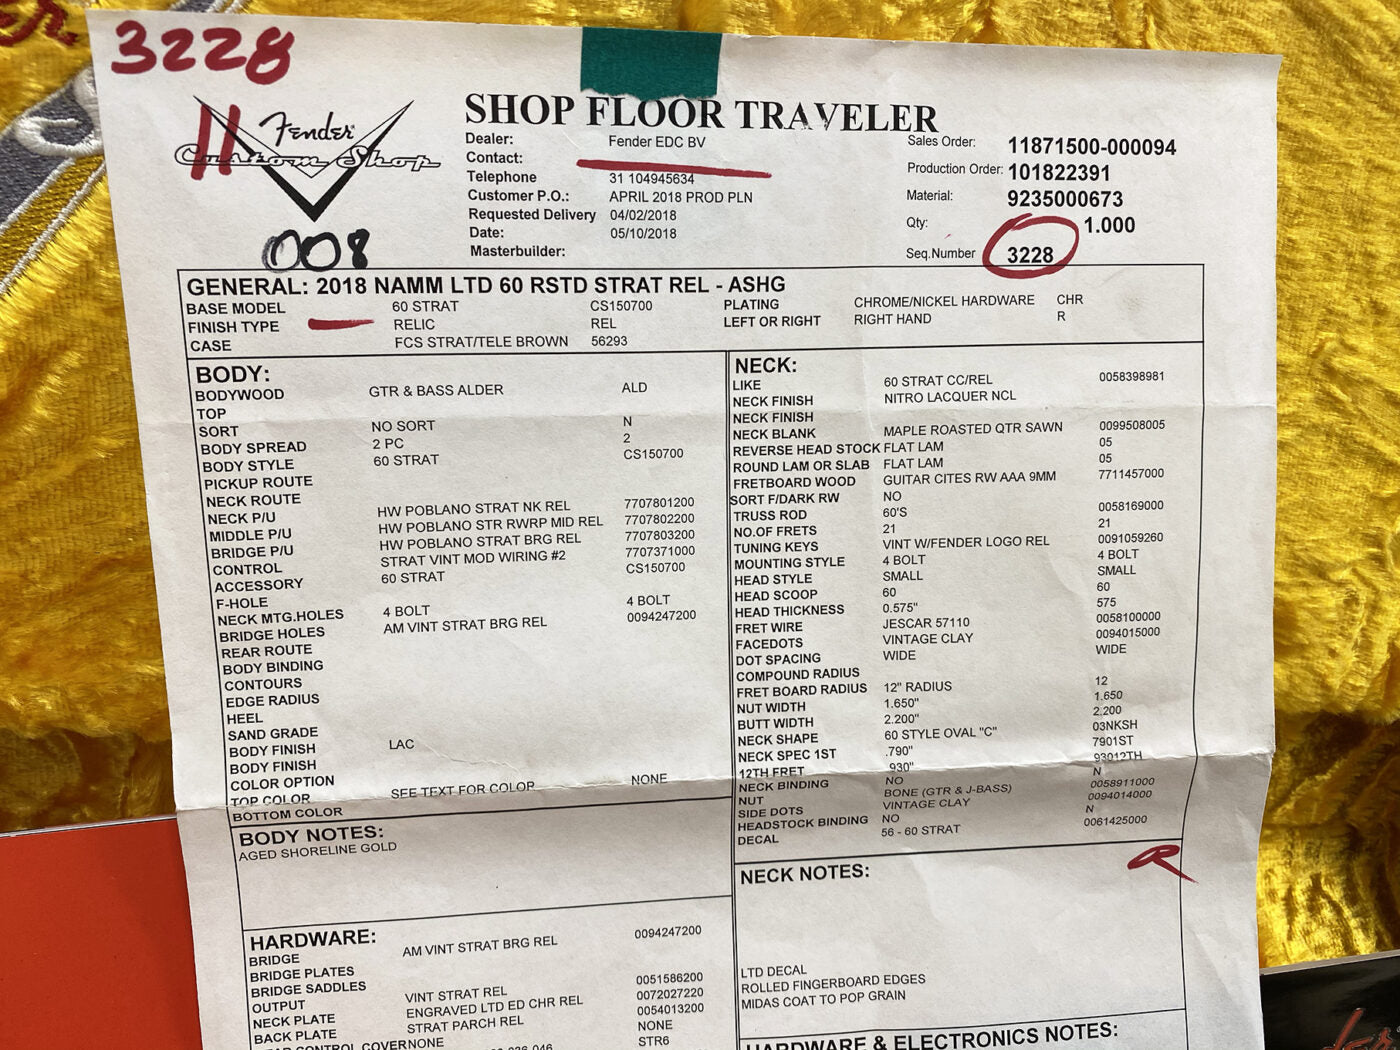 3228
Fender
Custom Shop
008
SHOP FLOOR TRAVELER
Dealer: Fender EDC BV
Contact:
Telephone 31 104945634
Customer P.O.: APRIL 2018 PROD PLN
Requested Delivery 04/02/2018
Date: 05/10/2018
Masterbuilder:
Sales Order: 11871500-000094
Production Order: 101822391
Material: 9235000673
Qty: 1.000
Seq.Number 3228
GENERAL: 2018 NAMM LTD 60 RSTD STRAT REL - ASHG
BASE MODEL 60 STRAT CS150700 PLATING CHROME/NICKEL HARDWARE CHR
FINISH TYPE RELIC REL LEFT OR RIGHT RIGHT HAND R
CASE FCS STRAT/TELE BROWN 56293
BODY:
BODYWOOD GTR & BASS ALDER ALD
TOP
SORT NO SORT N
BODY SPREAD 2 PC 2
BODY STYLE 60 STRAT CS150700
PICKUP ROUTE
NECK ROUTE
NECK P/U HW POBLANO STRAT NK REL 7707801200
MIDDLE P/U HW POBLANO STR RWRP MID REL 7707802200
BRIDGE P/U HW POBLANO STRAT BRG REL 7707803200
CONTROL STRAT VINT MOD WIRING #2 7707371000
ACCESSORY 60 STRAT CS150700
F-HOLE
NECK MTG.HOLES 4 BOLT 4 BOLT
BRIDGE HOLES AM VINT STRAT BRG REL 0094247200
REAR ROUTE
BODY BINDING
CONTOURS
EDGE RADIUS
HEEL
SAND GRADE
BODY FINISH LAC
BODY FINISH
COLOR OPTION
TOP COLOR SEE TEXT FOR COLOR NONE
BOTTOM COLOR
BODY NOTES:
AGED SHORELINE GOLD
HARDWARE:
BRIDGE AM VINT STRAT BRG REL 0094247200
BRIDGE PLATES
BRIDGE SADDLES
OUTPUT VINT STRAT REL 0051586200
NECK PLATE ENGRAVED LTD ED CHR REL 0072027220
BACK PLATE STRAT PARCH REL 0054013200
CONTROL COVER NONE NONE
STR6
NECK:
LIKE 60 STRAT CC/REL 0058398981
NECK FINISH NITRO LACQUER NCL
NECK FINISH
NECK BLANK MAPLE ROASTED QTR SAWN 0099508005
REVERSE HEAD STOCK FLAT LAM 05
ROUND LAM OR SLAB FLAT LAM 05
FRETBOARD WOOD GUITAR CITES RW AAA 9MM 7711457000
SORT F/DARK RW NO
TRUSS ROD 60'S 0058169000
NO.OF FRETS 21 21
TUNING KEYS VINT W/FENDER LOGO REL 0091059260
MOUNTING STYLE 4 BOLT 4 BOLT
HEAD STYLE SMALL SMALL
HEAD SCOOP 60 60
HEAD THICKNESS 0.575" 575
FRET WIRE JESCAR 57110 0058100000
FACEDOTS VINTAGE CLAY 0094015000
DOT SPACING WIDE WIDE
COMPOUND RADIUS
FRET BOARD RADIUS 12" RADIUS 12
NUT WIDTH 1.650" 1.650
BUTT WIDTH 2.200" 2.200
NECK SHAPE 60 STYLE OVAL "C" 03NKSH
NECK SPEC 1ST .790" 7901ST
12TH FRET .930" 93012TH
NECK BINDING NO N
NUT BONE (GTR & J-BASS) 0058911000
SIDE DOTS VINTAGE CLAY 0094014000
HEADSTOCK BINDING NO N
DECAL 56 - 60 STRAT 0061425000
R
NECK NOTES:
LTD DECAL
ROLLED FINGERBOARD EDGES
MIDAS COAT TO POP GRAIN
HARDWARE & ELECTRONICS NOTES: